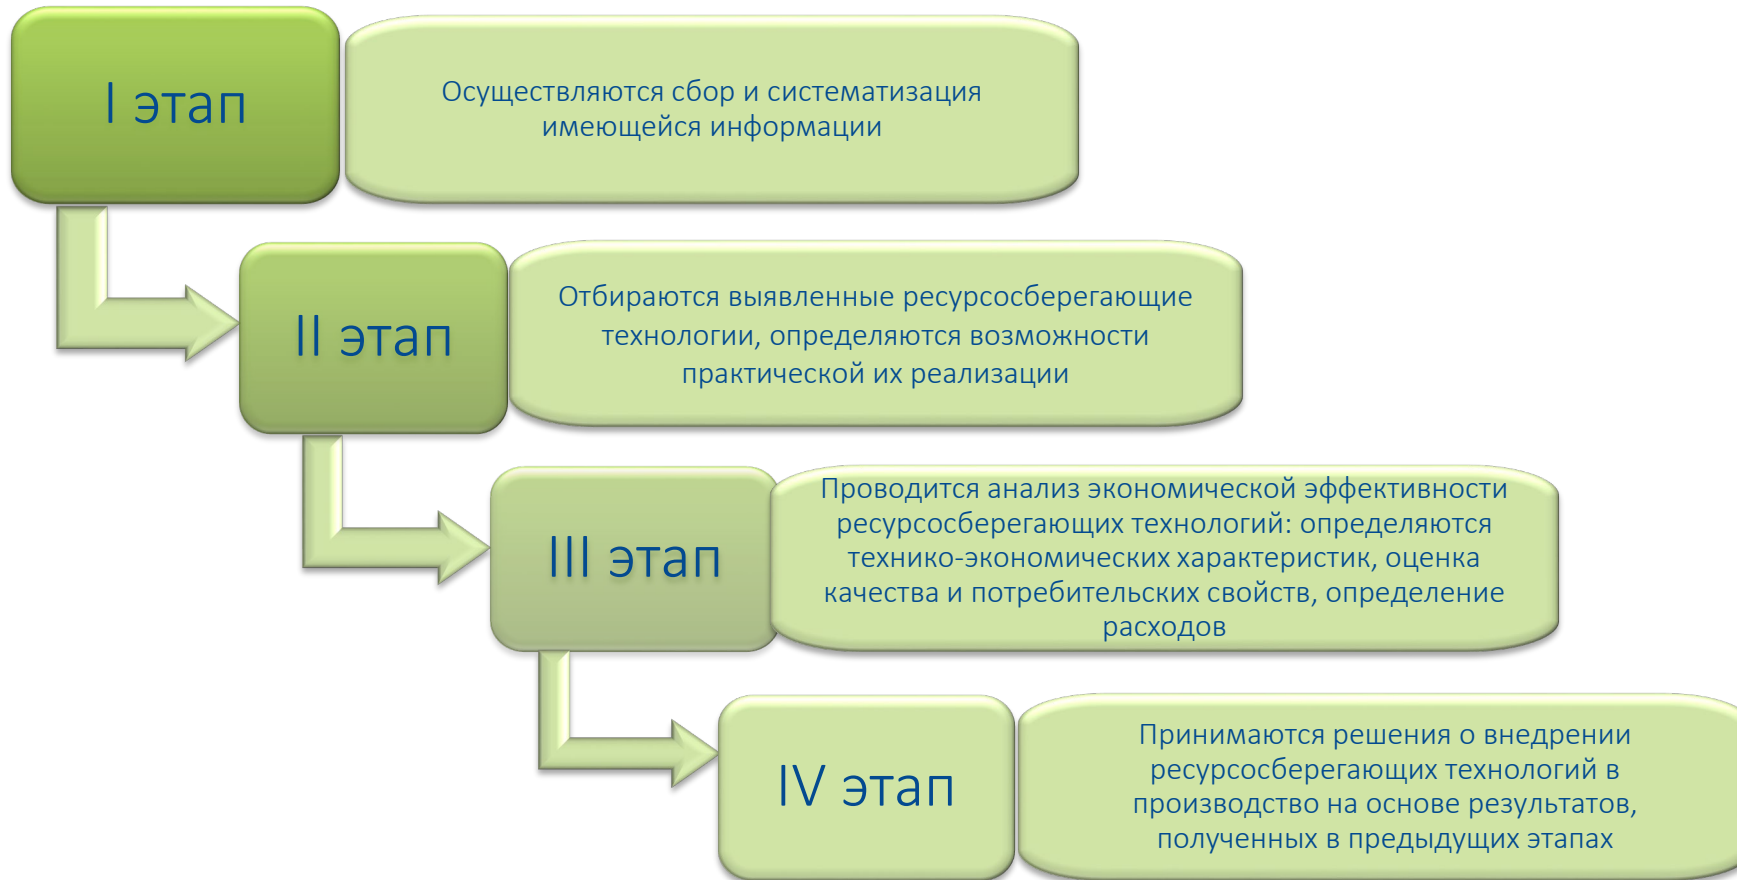 I этап
Осуществляются сбор и систематизация
имеющейся информации
II этап
Отбираются выявленные ресурсосберегающие
технологии, определяются возможности
практической их реализации
III этап
Проводится анализ экономической эффективности
ресурсосберегающих технологий: определяются
технико-экономических характеристик, оценка
качества и потребительских свойств, определение
расходов
IV этап
Принимаются решения о внедрении
ресурсосберегающих технологий в
производство на основе результатов,
полученных в предыдущих этапах